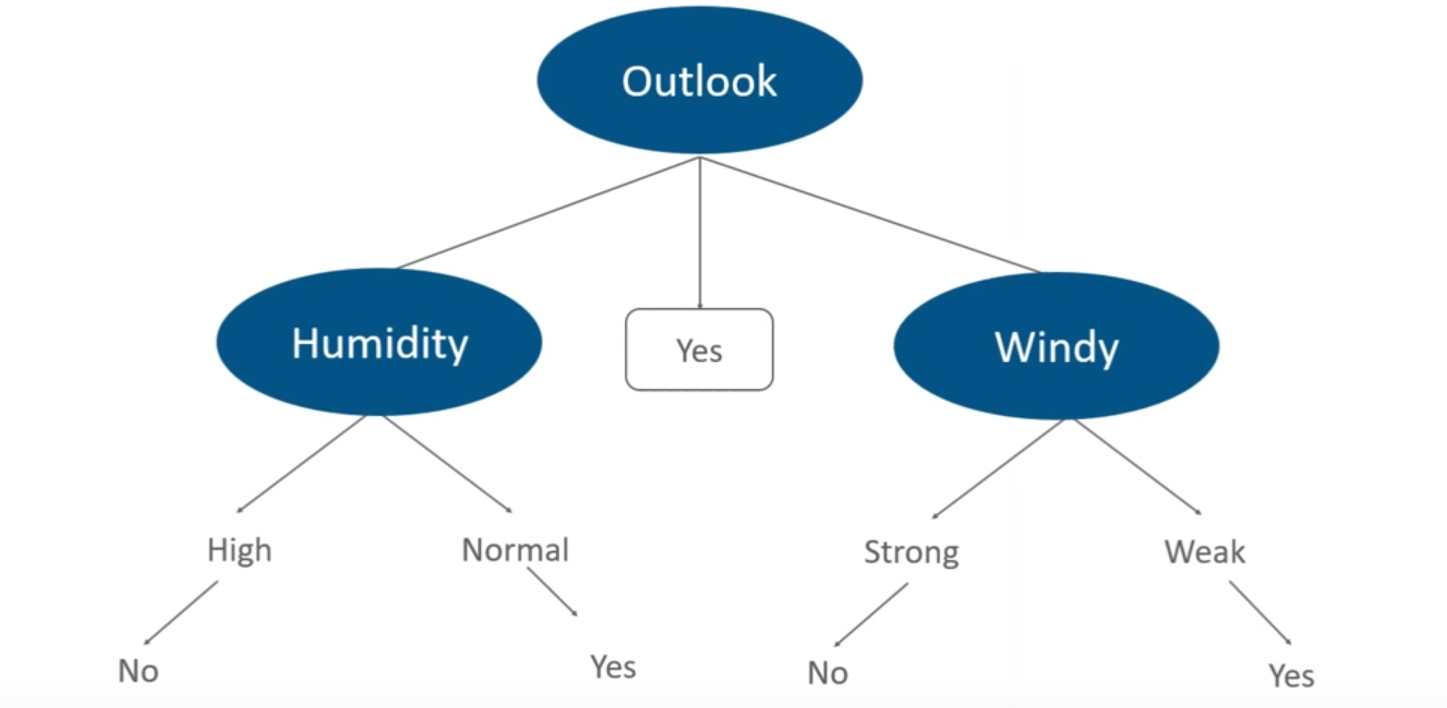 Outlook
Humidity
Yes
Windy
High
Normal
Strong
Weak
No
Yes
No
Yes